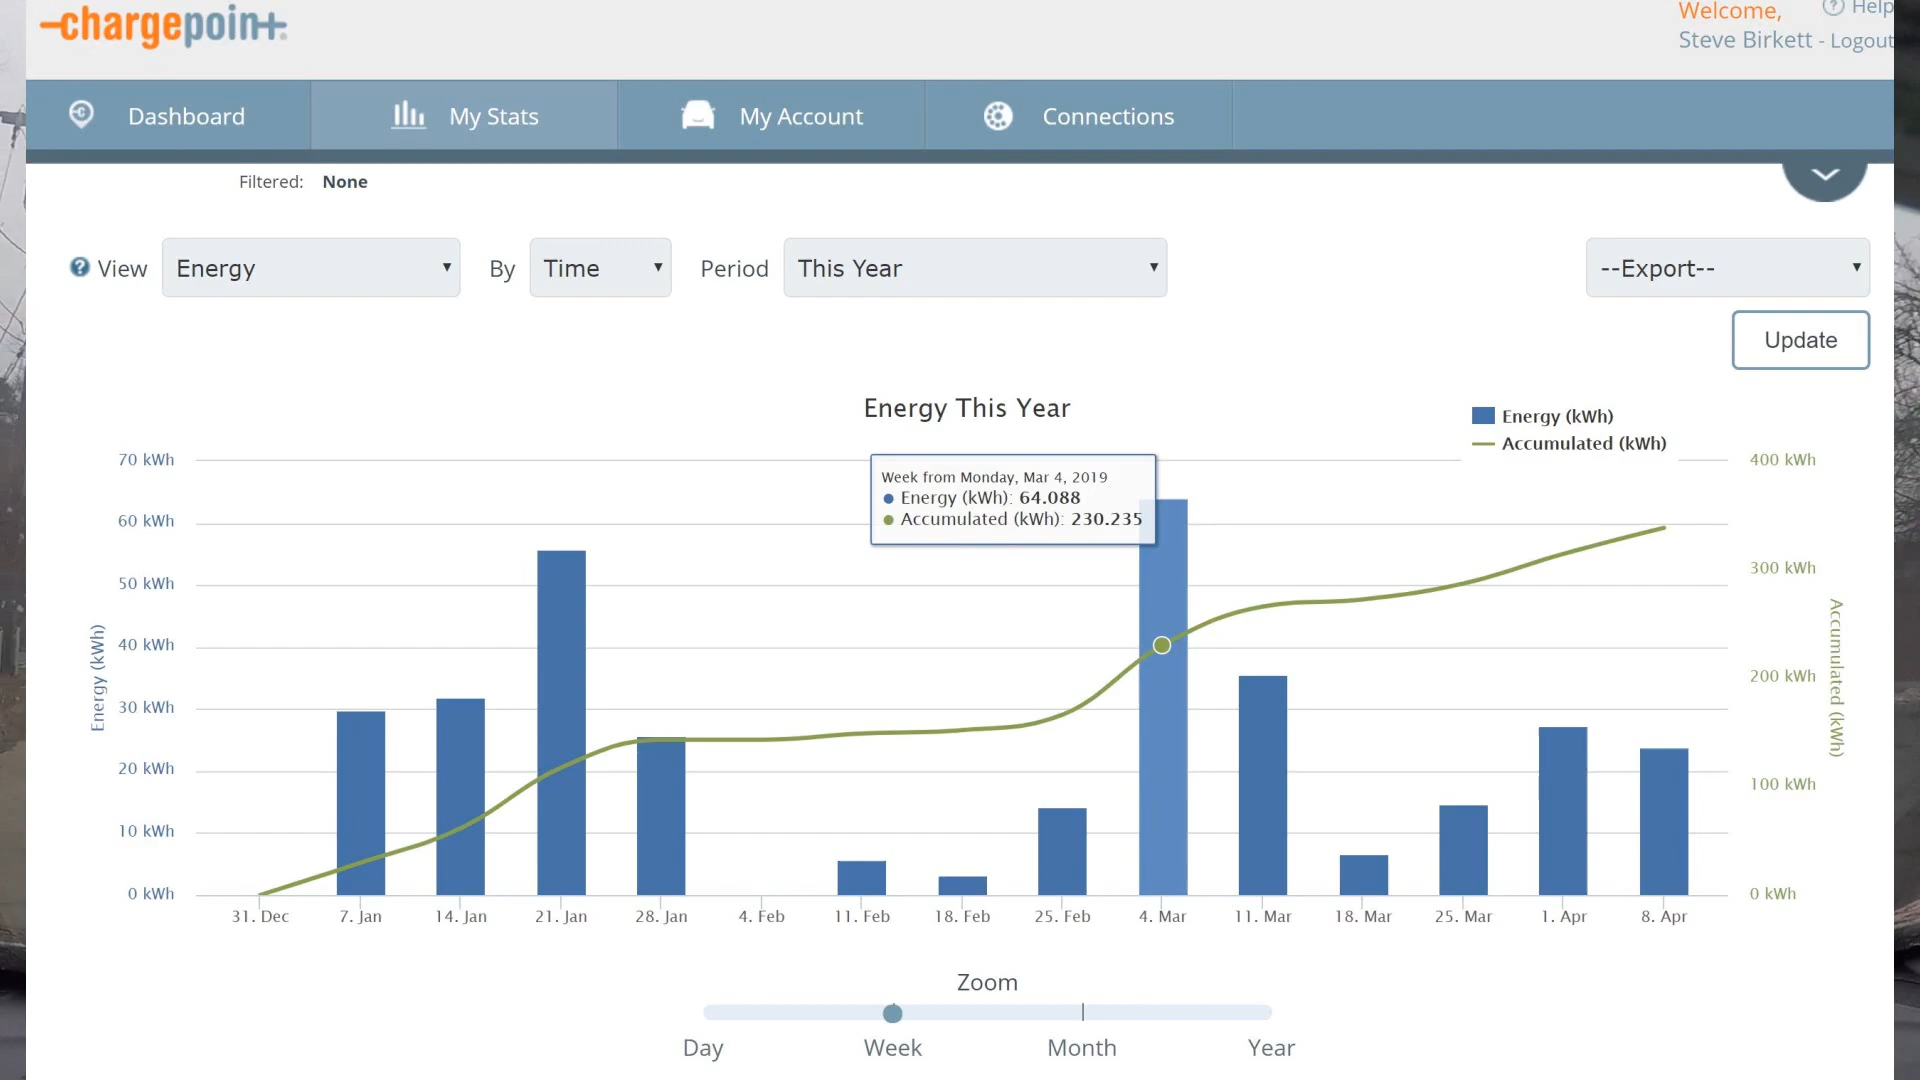 chargepoin+
Welcome,
Help
Steve Birkett - Logout
Dashboard
My Stats
My Account
Connections
Filtered: None
? View Energy By Time Period This Year --Export--
Update
Energy This Year
Energy (kWh)
Accumulated (kWh)
70 kWh
60 kWh
50 kWh
40 kWh
30 kWh
20 kWh
10 kWh
0 kWh
Energy (kWh)
Week from Monday, Mar 4, 2019
Energy (kWh): 64.088
Accumulated (kWh): 230.235
400 kWh
300 kWh
200 kWh
100 kWh
0 kWh
Accumulated (kWh)
31. Dec 7. Jan 14. Jan 21. Jan 28. Jan 4. Feb 11. Feb 18. Feb 25. Feb 4. Mar 11. Mar 18. Mar 25. Mar 1. Apr 8. Apr
Zoom
Day Week Month Year